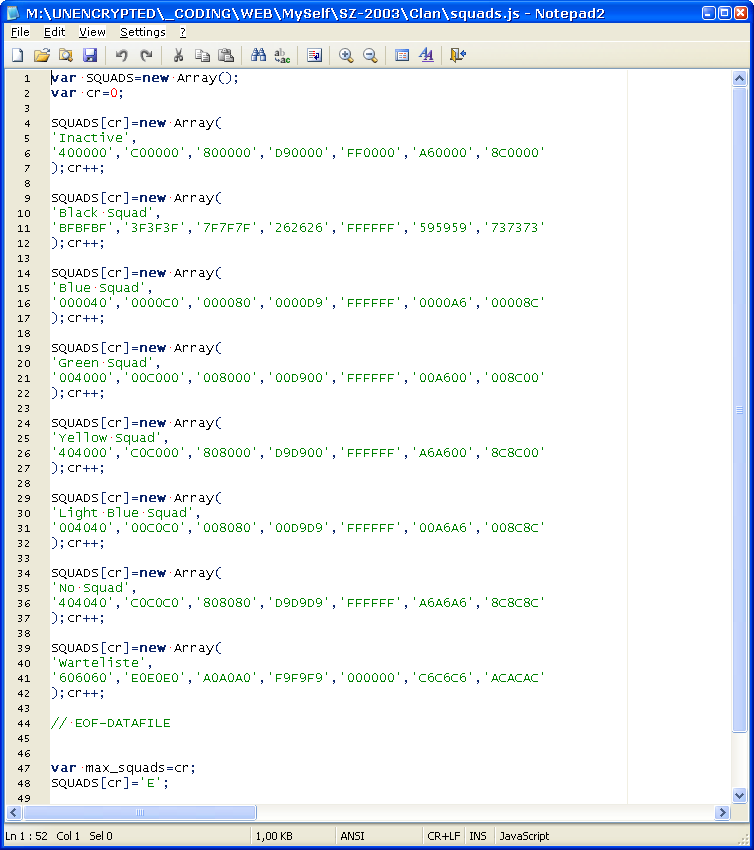 M:\UNENCRYPTED\_CODING\WEB\MySelf\SZ-2003\Clan\squads.js - Notepad2
File Edit View Settings ?
1 var SQUADS=new Array();
2 var cr=0;
3
4 SQUADS[cr]=new Array(
5 'Inactive',
6 '400000','C00000','800000','D90000','FF0000','A60000','8C0000'
7 );cr++;
8
9 SQUADS[cr]=new Array(
10 'Black Squad',
11 'BFBFBF','3F3F3F','7F7F7F','262626','FFFFFF','595959','737373'
12 );cr++;
13
14 SQUADS[cr]=new Array(
15 'Blue Squad',
16 '000040','0000C0','000080','0000D9','FFFFFF','0000A6','00008C'
17 );cr++;
18
19 SQUADS[cr]=new Array(
20 'Green Squad',
21 '004000','00C000','008000','00D900','FFFFFF','00A600','008C00'
22 );cr++;
23
24 SQUADS[cr]=new Array(
25 'Yellow Squad',
26 '404000','C0C000','808000','D9D900','FFFFFF','A6A600','8C8C00'
27 );cr++;
28
29 SQUADS[cr]=new Array(
30 'Light Blue Squad',
31 '004040','00C0C0','008080','00D9D9','FFFFFF','00A6A6','008C8C'
32 );cr++;
33
34 SQUADS[cr]=new Array(
35 'No Squad',
36 '404040','C0C0C0','808080','D9D9D9','FFFFFF','A6A6A6','8C8C8C'
37 );cr++;
38
39 SQUADS[cr]=new Array(
40 'Warteliste',
41 '606060','E0E0E0','A0A0A0','F9F9F9','000000','C6C6C6','ACACAC'
42 );cr++;
43
44 // EOF-DATAFILE
45
46
47 var max_squads=cr;
48 SQUADS[cr]='E';
49
Ln 1 : 52 Col 1 Sel 0 1,00 KB ANSI CR+LF INS JavaScript